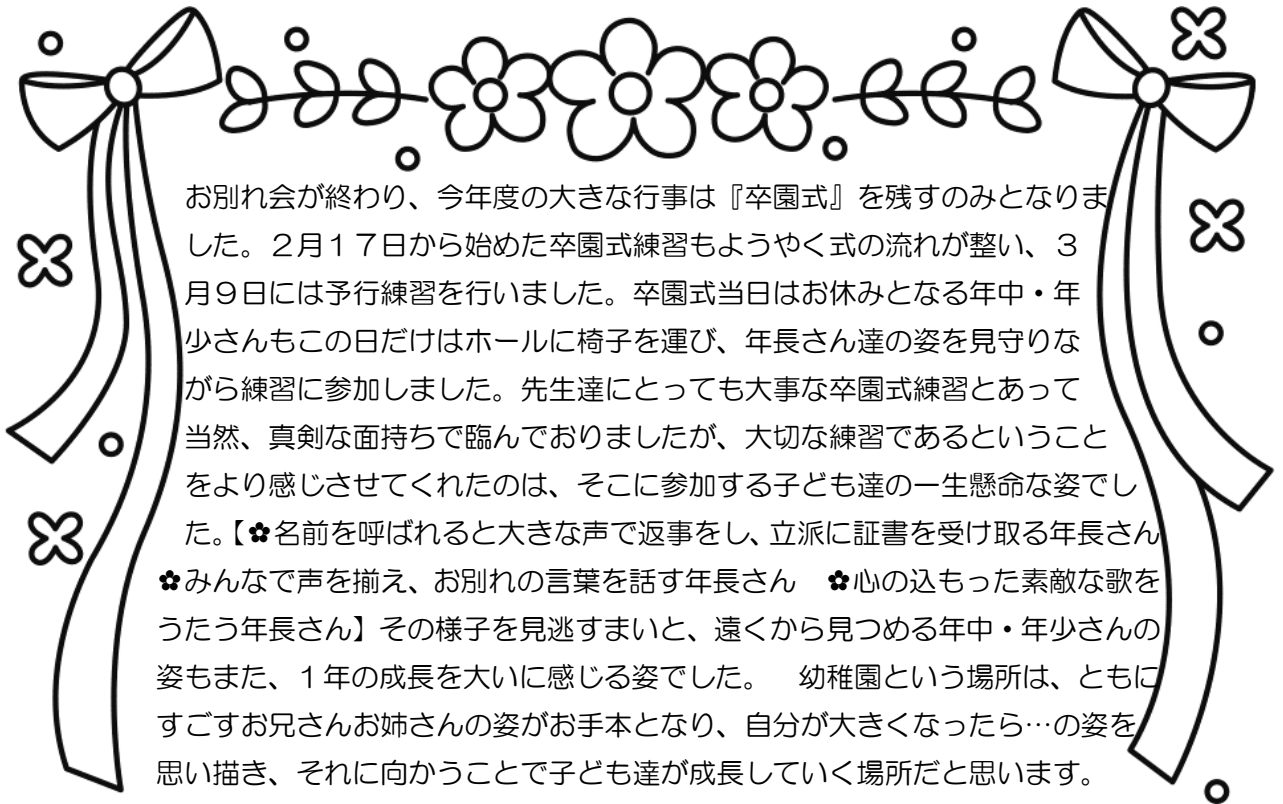 お別れ会が終わり、今年度の大きな行事は『卒園式』を残すのみとなりま
した。２月１７日から始めた卒園式練習もようやく式の流れが整い、３
月９日には予行練習を行いました。卒園式当日はお休みとなる年中・年
少さんもこの日だけはホールに椅子を運び、年長さん達の姿を見守りな
がら練習に参加しました。先生達にとっても大事な卒園式練習とあって
当然、真剣な面持ちで臨んでおりましたが、大切な練習であるということ
をより感じさせてくれたのは、そこに参加する子ども達の一生懸命な姿でし
た。【✿名前を呼ばれると大きな声で返事をし、立派に証書を受け取る年長さん
✿みんなで声を揃え、お別れの言葉を話す年長さん　✿心の込もった素敵な歌を
うたう年長さん】その様子を見逃すまいと、遠くから見つめる年中・年少さんの
姿もまた、１年の成長を大いに感じる姿でした。　幼稚園という場所は、ともに
すごすお兄さんお姉さんの姿がお手本となり、自分が大きくなったら…の姿を
思い描き、それに向かうことで子ども達が成長していく場所だと思います。